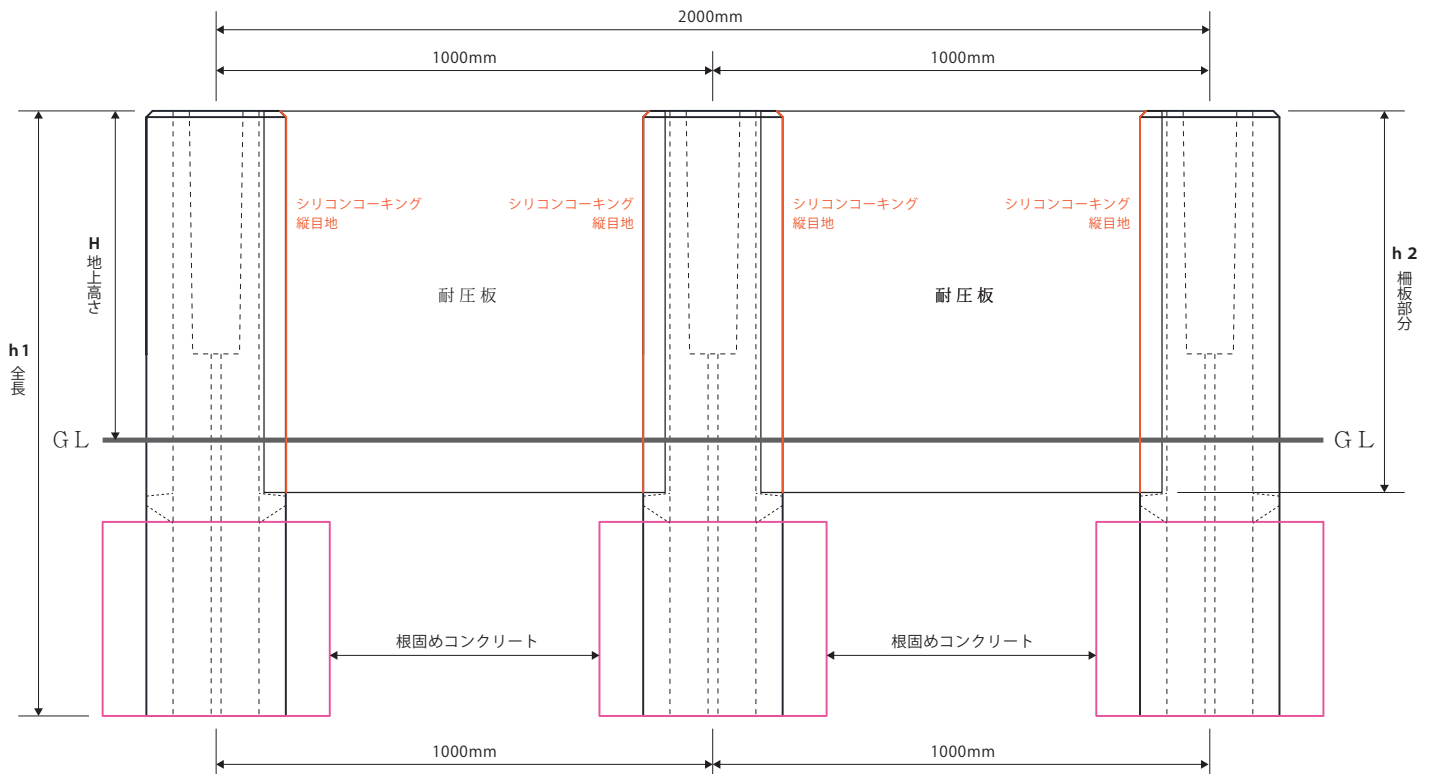 2000mm
1000mm
1000mm
シリコンコーキング
縦目地
シリコンコーキング
縦目地
シリコンコーキング
縦目地
シリコンコーキング
縦目地
H
地上高さ
h 2
柵板部分
耐圧板
耐圧板
h1
全長
GL
GL
根固めコンクリート
根固めコンクリート
1000mm
1000mm